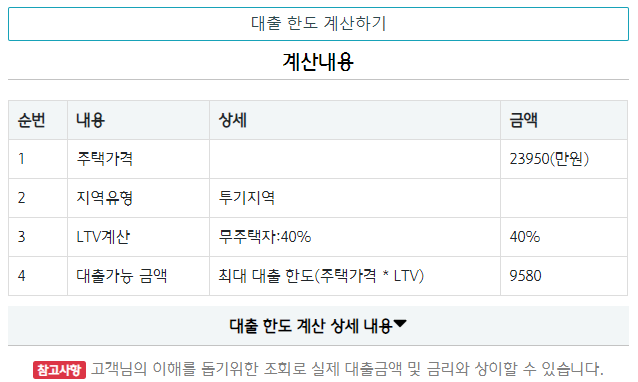 대출 한도 계산하기
계산내용
순번 내용 상세 금액
1 주택가격 23950(만원)
2 지역유형 투기지역
3 LTV계산 무주택자:40% 40%
4 대출가능 금액 최대 대출 한도(주택가격 * LTV) 9580
대출 한도 계산 상세 내용
참고사항 고객님의 이해를 돕기위한 조회로 실제 대출금액 및 금리와 상이할 수 있습니다.